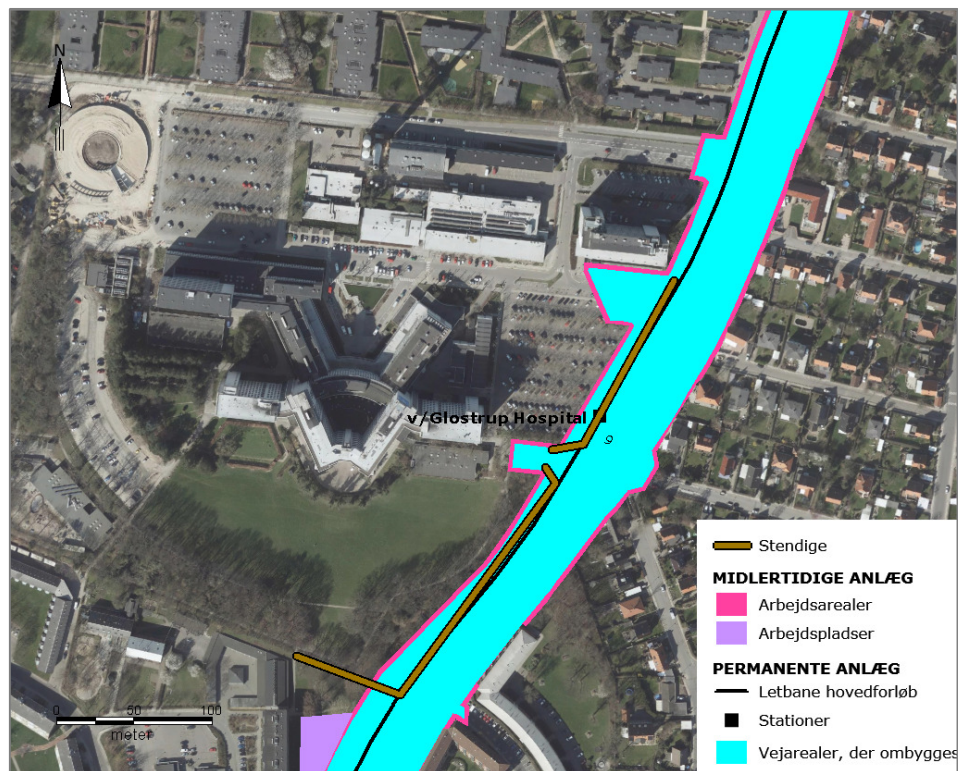 N
v/Glostrup Hospital
9
0 50 100
meter
Stendige
MIDLERTIDIGE ANLÆG
Arbejdsarealer
Arbejdspladser
PERMANENTE ANLÆG
Letbane hovedforløb
Stationer
Vejarealer, der ombygges